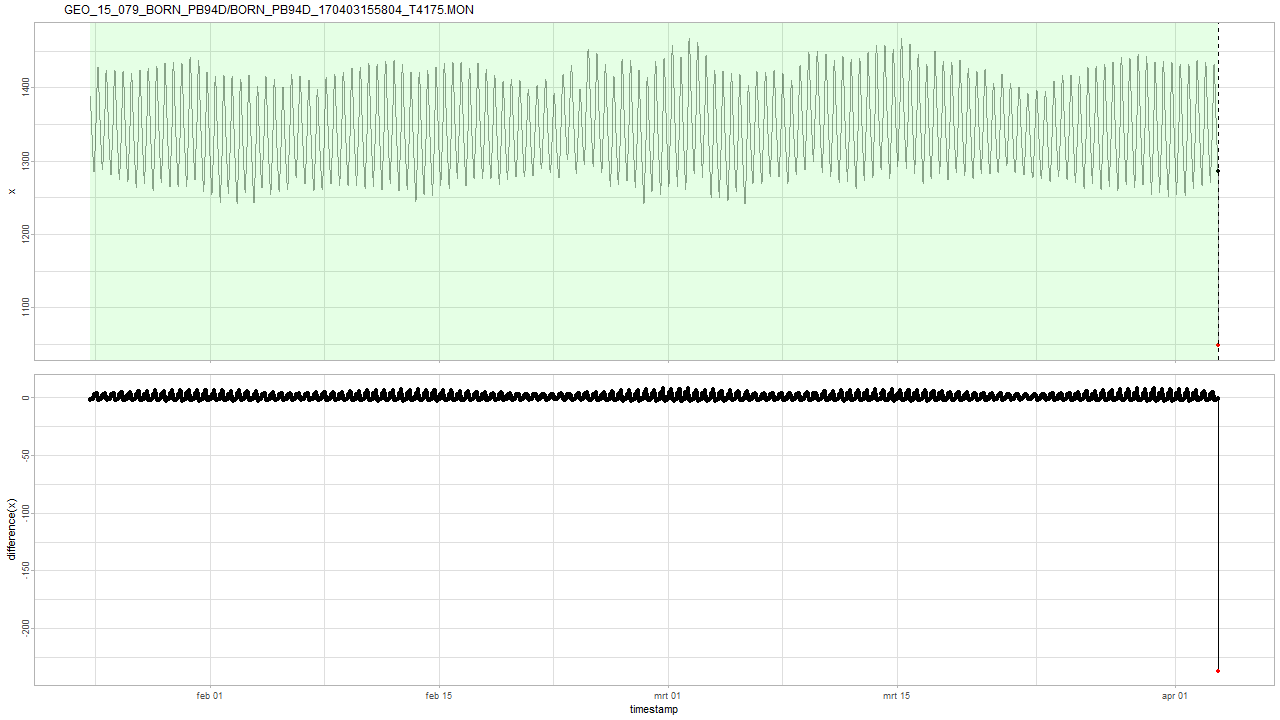 GEO_15_079_BORN_PB94D/BORN_PB94D_170403155804_T4175.MON
x
1400
1300
1200
1100
difference(x)
0
-50
-100
-150
-200
feb 01
feb 15
mrt 01
mrt 15
apr 01
timestamp